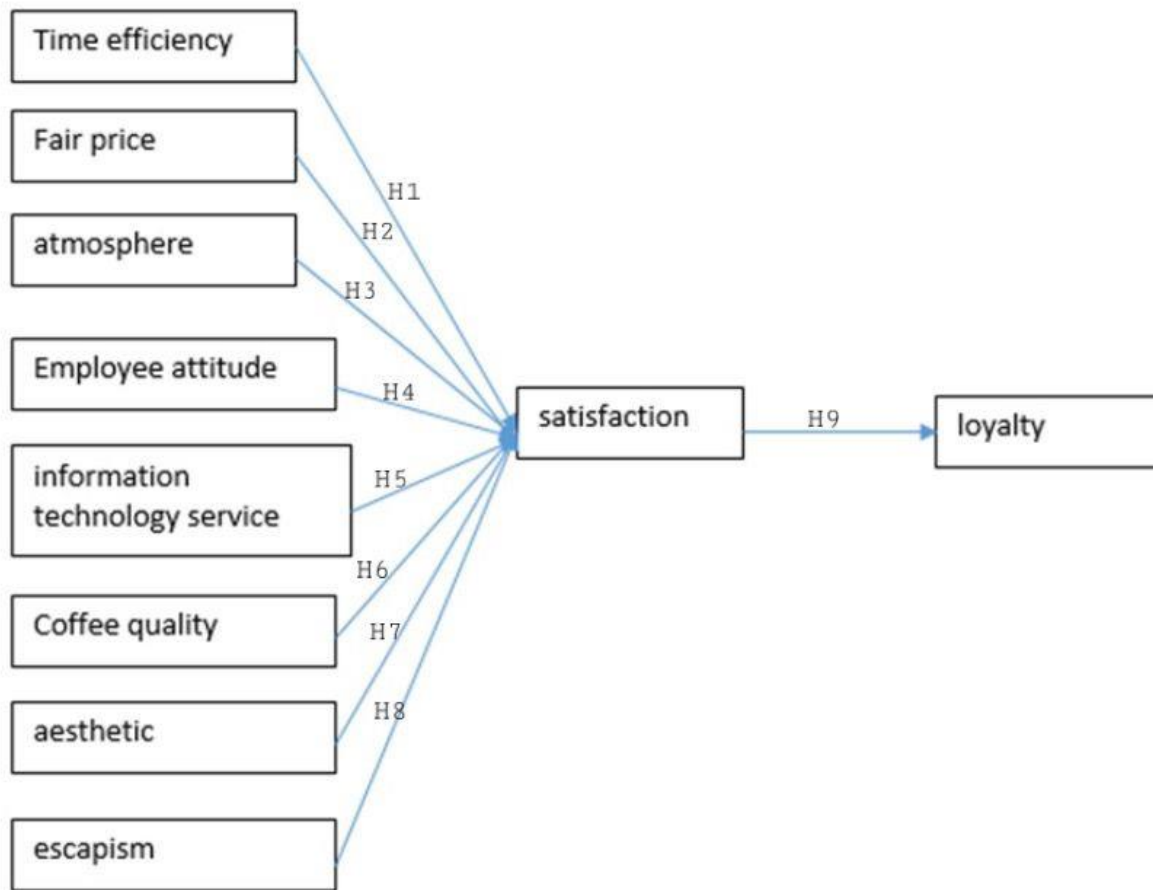 Time efficiency
Fair price
H1
H2
atmosphere
H3
Employee attitude
H4
satisfaction
H9
loyalty
information
technology service
H5
H6
Coffee quality
H7
aesthetic
H8
escapism